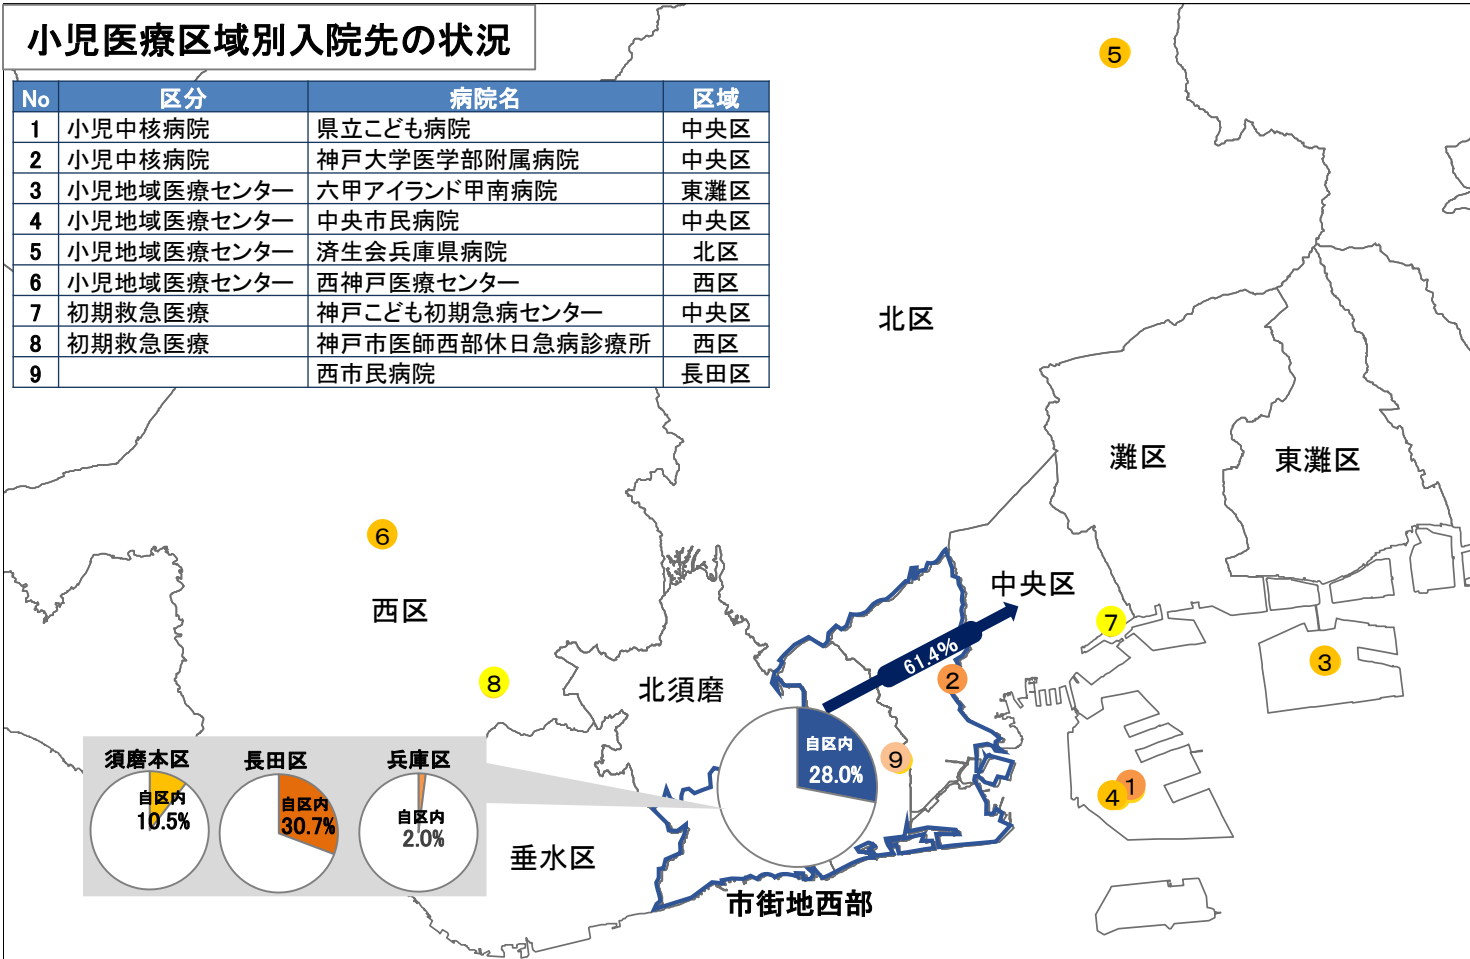 小児医療区域別入院先の状況
No 区分 病院名 区域
1 小児中核病院 県立こども病院 中央区
2 小児中核病院 神戸大学医学部附属病院 中央区
3 小児地域医療センター 六甲アイランド甲南病院 東灘区
4 小児地域医療センター 中央市民病院 中央区
5 小児地域医療センター 済生会兵庫県病院 北区
6 小児地域医療センター 西神戸医療センター 西区
7 初期救急医療 神戸こども初期急病センター 中央区
8 初期救急医療 神戸市医師西部休日急病診療所 西区
9 西市民病院 長田区
5
北区
灘区
東灘区
6
西区
中央区
61.4%
7
3
2
8
北須磨
自区内
28.0%
9
1
4
須磨本区
自区内
10.5%
長田区
自区内
30.7%
兵庫区
自区内
2.0%
垂水区
市街地西部